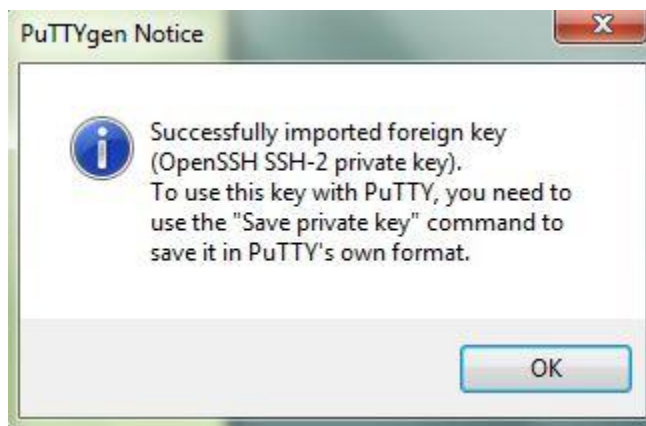 PuTTYgen Notice
Successfully imported foreign key
(OpenSSH SSH-2 private key).
To use this key with PuTTY, you need to
use the "Save private key" command to
save it in PuTTY's own format.
OK